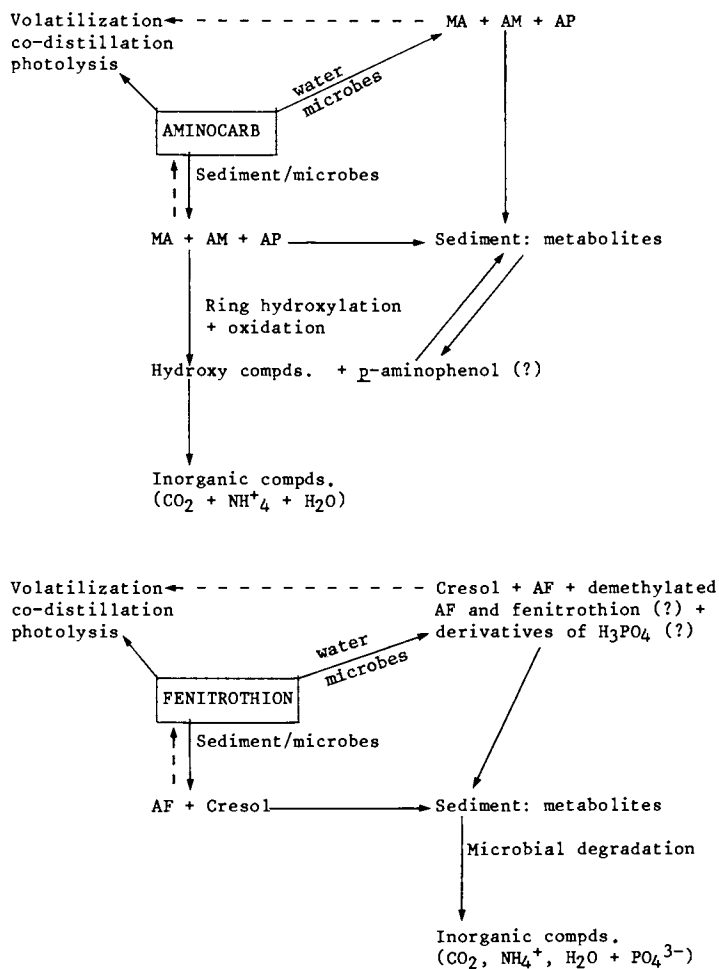 Volatilization
co-distillation
photolysis
MA + AM + AP
water
microbes
AMINOCARB
Sediment/microbes
MA + AM + AP
Sediment: metabolites
Ring hydroxylation
+ oxidation
Hydroxy compds. + p-aminophenol (?)
Inorganic compds.
(CO₂ + NH⁺₄ + H₂O)
Volatilization
co-distillation
photolysis
Cresol + AF + demethylated
AF and fenitrothion (?) +
derivatives of H₃PO₄ (?)
water
microbes
FENITROTHION
Sediment/microbes
AF + Cresol
Sediment: metabolites
Microbial degradation
Inorganic compds.
(CO₂, NH₄⁺, H₂O + PO₄³⁻)